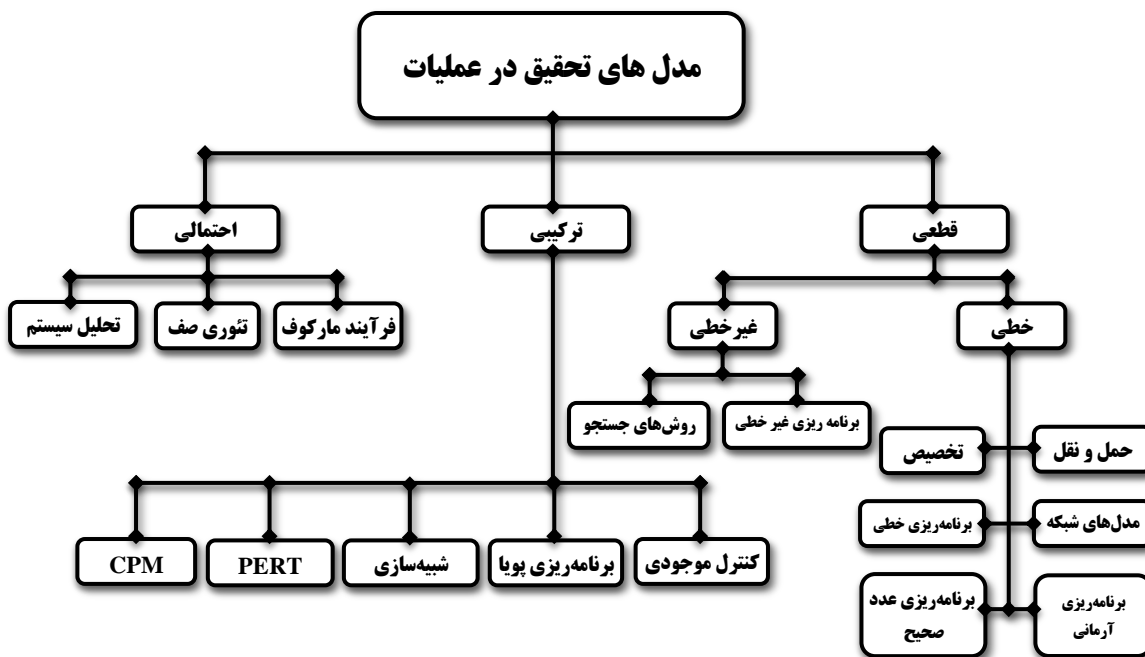 مدل های تحقیق در عملیات
قطعی
ترکیبی
احتمالی
خطی
غیرخطی
فرآیند مارکوف
تئوری صف
تحلیل سیستم
برنامه ریزی غیر خطی
روش‌های جستجو
حمل و نقل
تخصیص
مدل‌های شبکه
برنامه‌ریزی خطی
کنترل موجودی
برنامه‌ریزی پویا
شبیه‌سازی
PERT
CPM
برنامه‌ریزی
آرمانی
برنامه‌ریزی عدد
صحیح